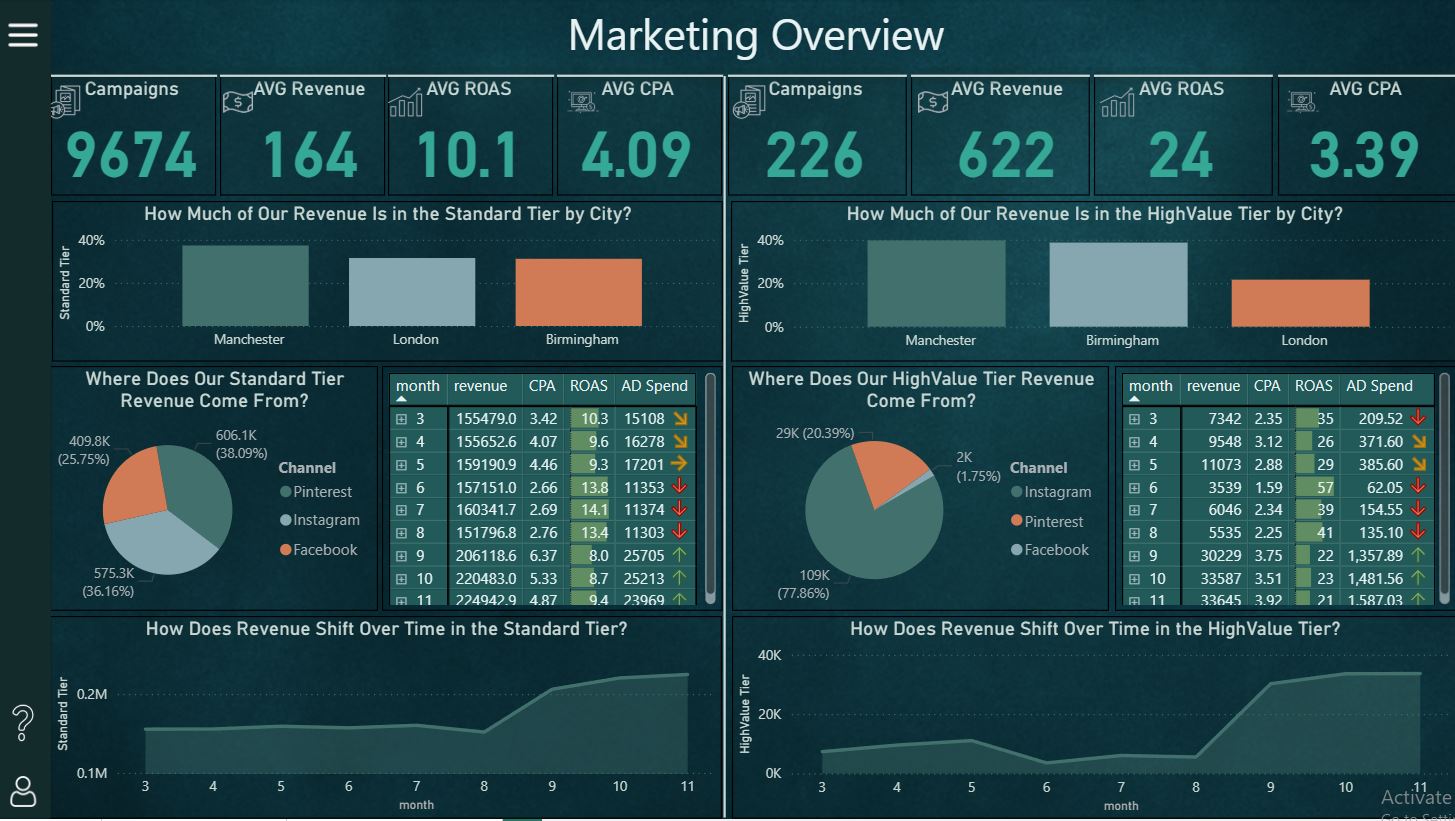 Marketing Overview
Campaigns
9674
AVG Revenue
164
AVG ROAS
10.1
AVG CPA
4.09
Campaigns
226
AVG Revenue
622
AVG ROAS
24
AVG CPA
3.39
How Much of Our Revenue Is in the Standard Tier by City?
Standard Tier
40%
20%
0%
Manchester London Birmingham
How Much of Our Revenue Is in the HighValue Tier by City?
HighValue Tier
40%
20%
0%
Manchester Birmingham London
Where Does Our Standard Tier
Revenue Come From?
409.8K
(25.75%)
606.1K
(38.09%)
575.3K
(36.16%)
Channel
Pinterest
Instagram
Facebook
month revenue CPA ROAS AD Spend
3 155479.0 3.42 10.3 15108
4 155652.6 4.07 9.6 16278
5 159190.9 4.46 9.3 17201
6 157151.0 2.66 13.8 11353
7 160341.7 2.69 14.1 11374
8 151796.8 2.76 13.4 11303
9 206118.6 6.37 8.0 25705
10 220483.0 5.33 8.7 25213
11 224942.9 4.87 9.4 23969
Where Does Our HighValue Tier Revenue
Come From?
29K (20.39%)
2K
(1.75%)
109K
(77.86%)
Channel
Instagram
Pinterest
Facebook
month revenue CPA ROAS AD Spend
3 7342 2.35 35 209.52
4 9548 3.12 26 371.60
5 11073 2.88 29 385.60
6 3539 1.59 57 62.05
7 6046 2.34 39 154.55
8 5535 2.25 41 135.10
9 30229 3.75 22 1,357.89
10 33587 3.51 23 1,481.56
11 33645 3.92 21 1,587.03
How Does Revenue Shift Over Time in the Standard Tier?
Standard Tier
0.2M
0.1M
3 4 5 6 7 8 9 10 11
month
How Does Revenue Shift Over Time in the HighValue Tier?
HighValue Tier
40K
20K
0K
3 4 5 6 7 8 9 10 11
month
Activate
Go to